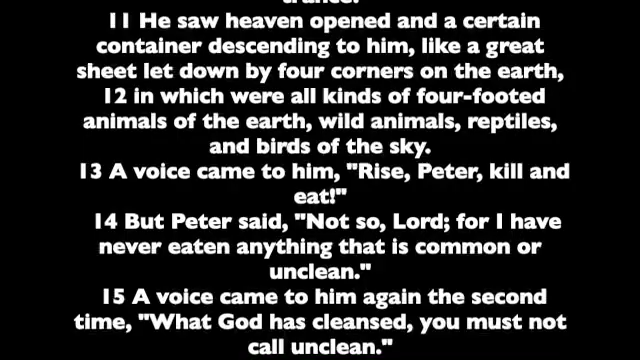 trance.
11 He saw heaven opened and a certain
container descending to him, like a great
sheet let down by four corners on the earth,
12 in which were all kinds of four-footed
animals of the earth, wild animals, reptiles,
and birds of the sky.
13 A voice came to him, "Rise, Peter, kill and
eat!"
14 But Peter said, "Not so, Lord; for I have
never eaten anything that is common or
unclean."
15 A voice came to him again the second
time, "What God has cleansed, you must not
call unclean."